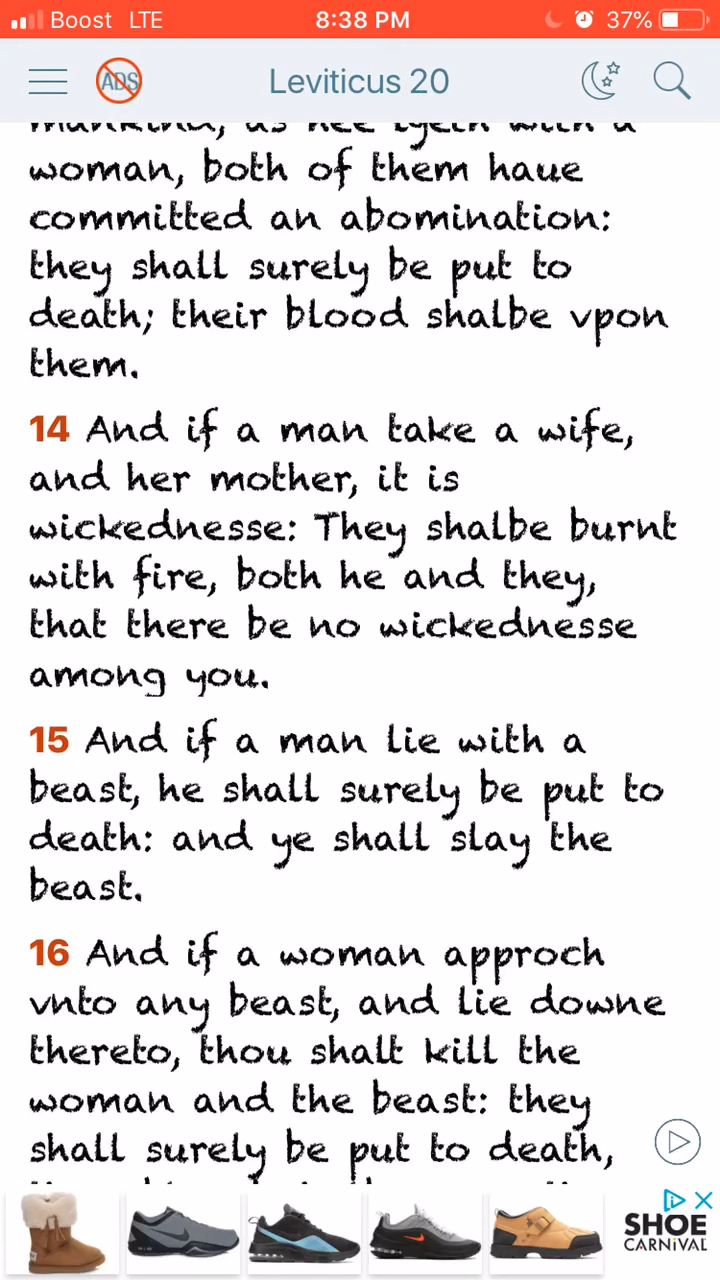 Boost LTE 8:38 PM 37%
ADS Leviticus 20
mankind, as hee lyeth with a
woman, both of them haue
committed an abomination:
they shall surely be put to
death; their blood shalbe vpon
them.
14 And if a man take a wife,
and her mother, it is
wickednesse: They shalbe burnt
with fire, both he and they,
that there be no wickednesse
among you.
15 And if a man lie with a
beast, he shall surely be put to
death: and ye shall slay the
beast.
16 And if a woman approch
vnto any beast, and lie downe
thereto, thou shalt kill the
woman and the beast: they
shall surely be put to death,
SHOE
CARNIVAL